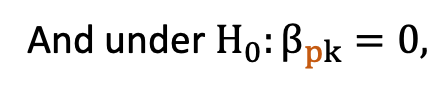 And under H₀: βₚₖ = 0,